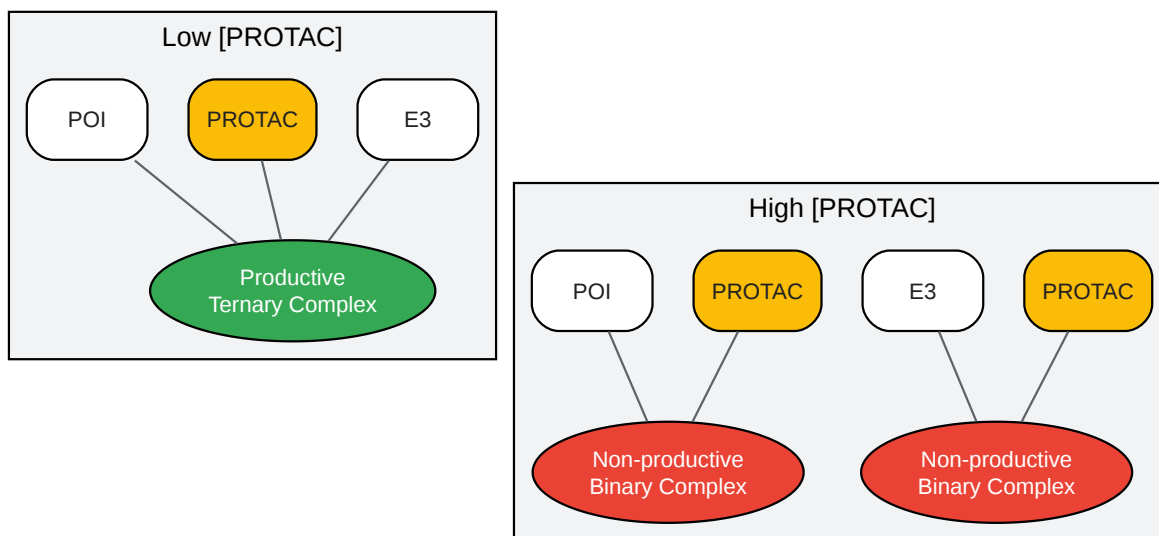 Low [PROTAC]
POI
PROTAC
E3
Productive
Ternary Complex
High [PROTAC]
POI
PROTAC
E3
PROTAC
Non-productive
Binary Complex
Non-productive
Binary Complex